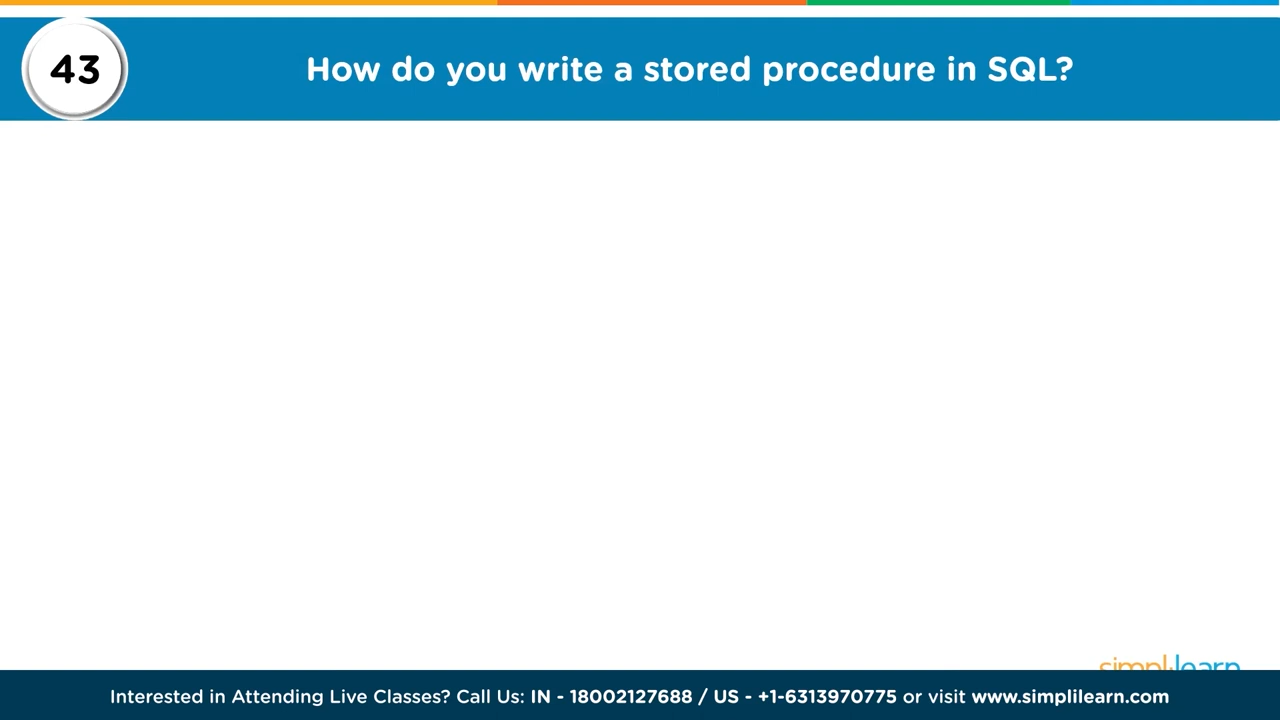 43
How do you write a stored procedure in SQL?
simplilearn
Interested in Attending Live Classes? Call Us: IN - 18002127688 / US - +1-6313970775 or visit www.simplilearn.com